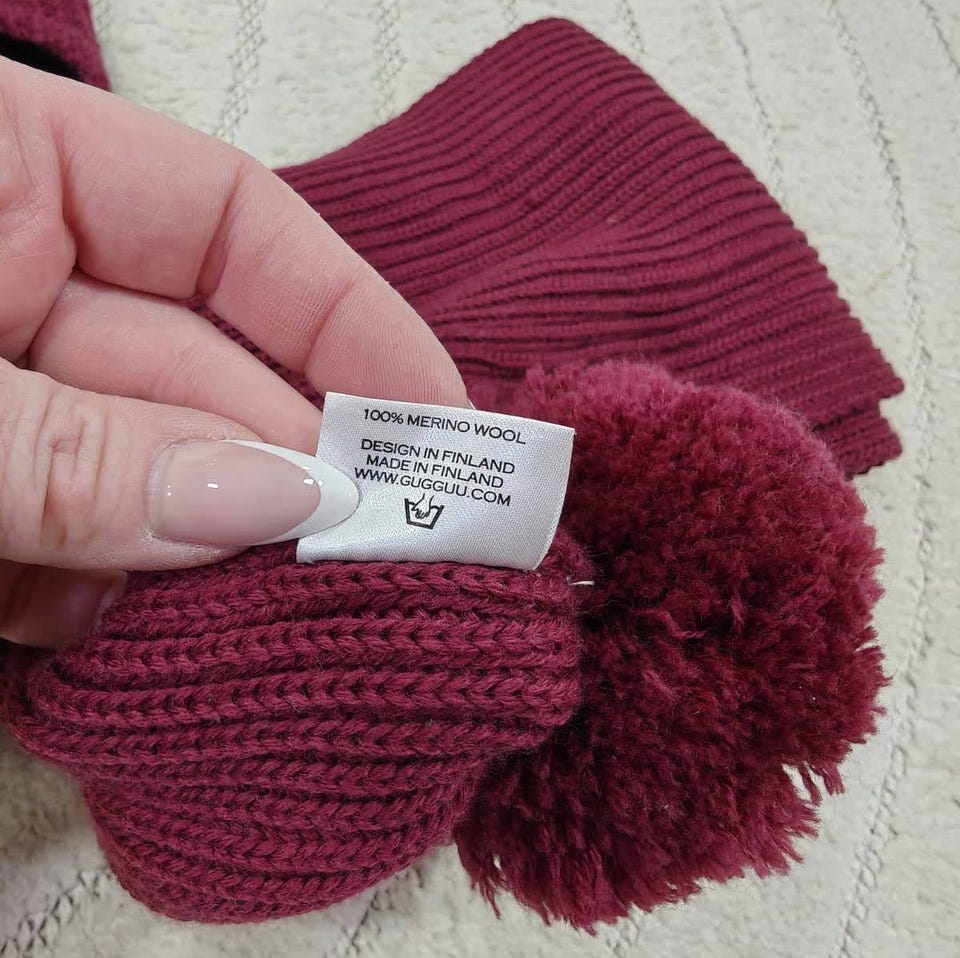 100% MERINO WOOL
DESIGN IN FINLAND
MADE IN FINLAND
WWW.GUGGUU.COM